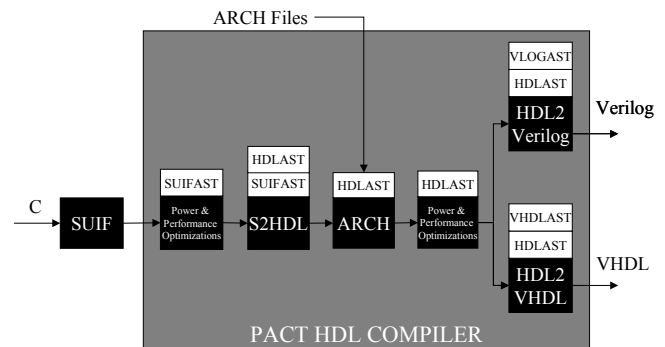 ARCH Files
VLOGAST
HDLAST
HDL2
Verilog
Verilog
HDLAST
SUIFAST
SUIFAST
HDLAST
HDLAST
C
SUIF
Power &
Performance
Optimizations
S2HDL
ARCH
Power &
Performance
Optimizations
VHDLAST
HDLAST
HDL2
VHDL
VHDL
PACT HDL COMPILER